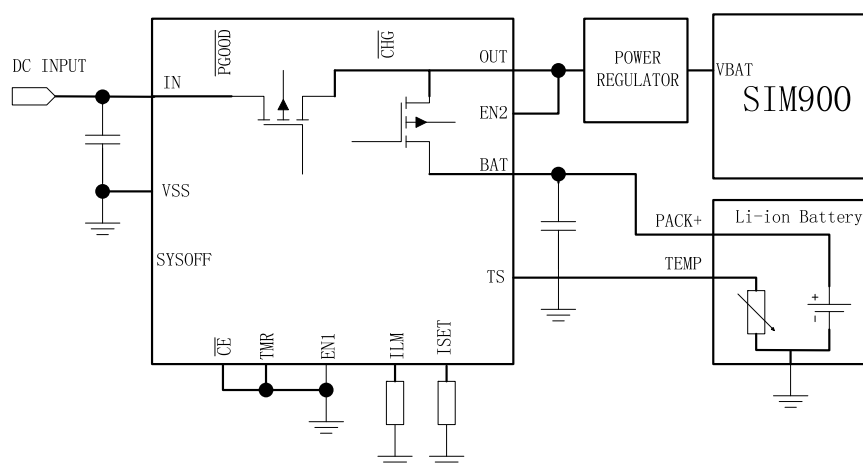 DC INPUT
IN
PGOOD
CHG
OUT
EN2
BAT
VSS
SYSOFF
TS
CE
TMR
EN1
ILM
ISET
POWER
REGULATOR
VBAT
SIM900
Li-ion Battery
PACK+
TEMP
+
-